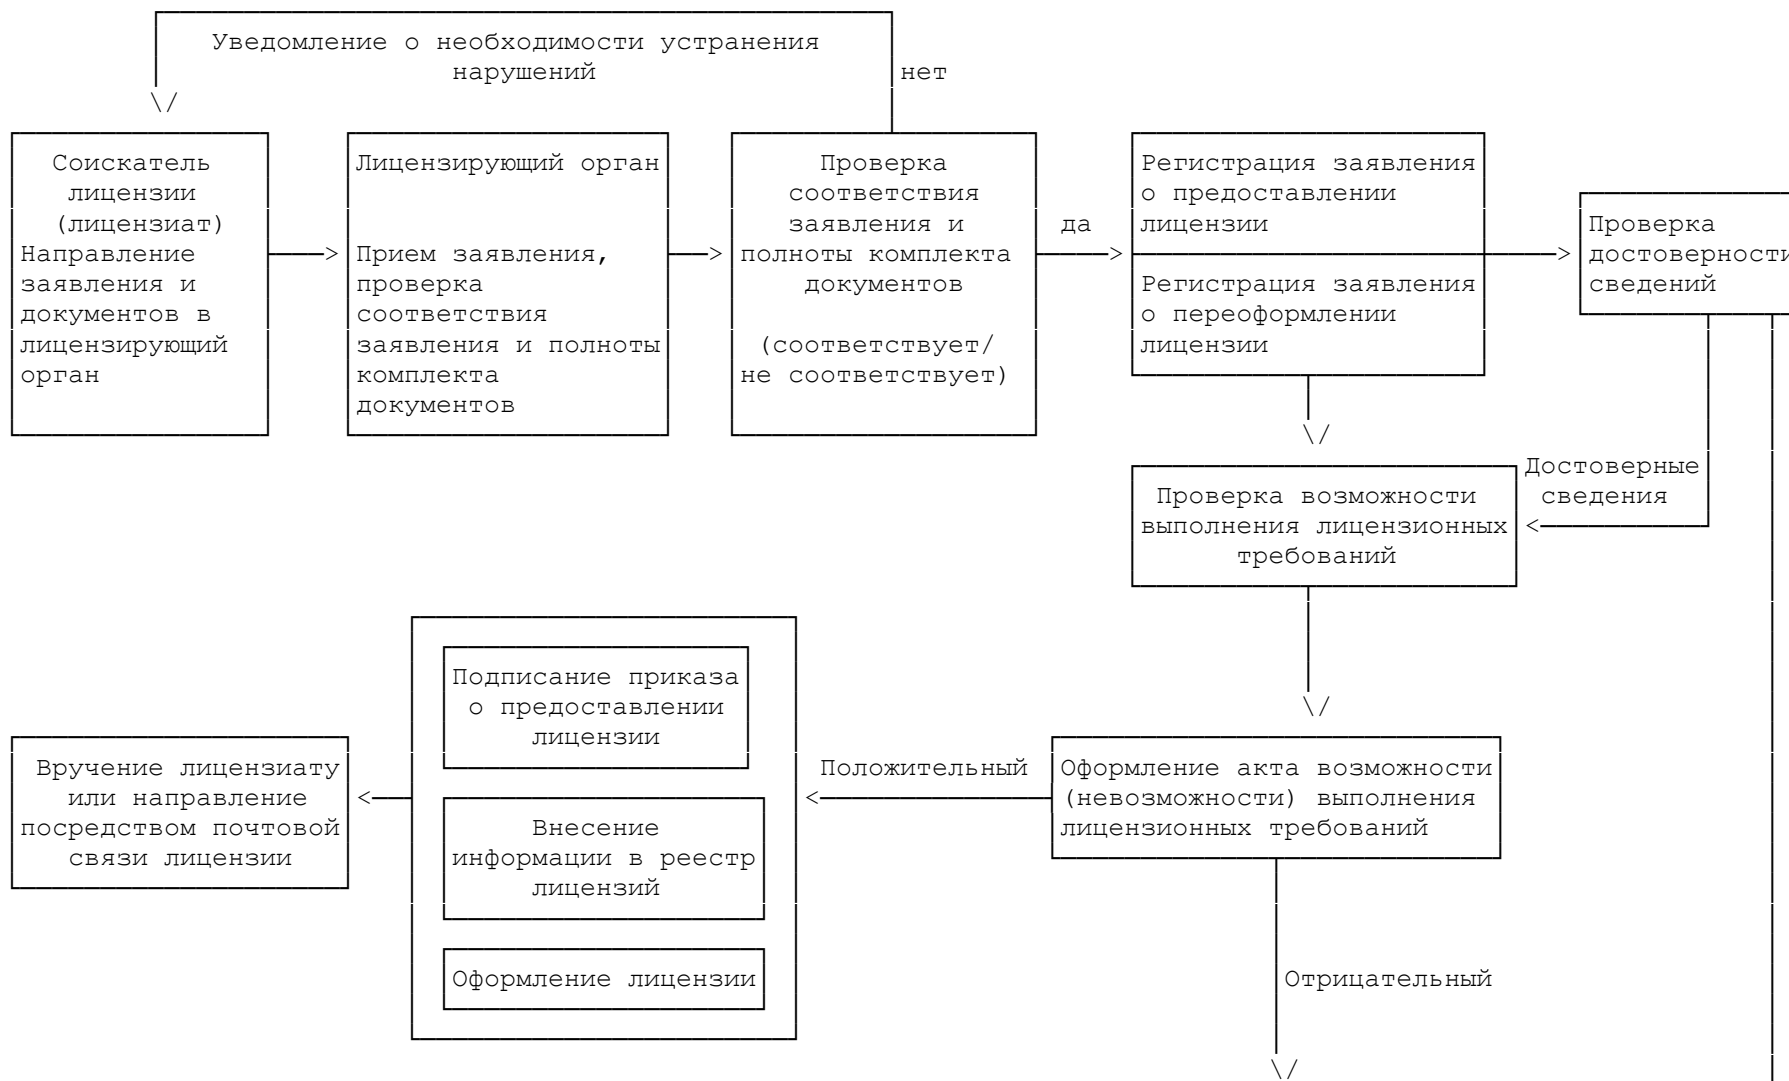 Уведомление о необходимости устранения
нарушений
нет
Соискатель
лицензии
(лицензиат)
Направление
заявления и
документов в
лицензирующий
орган
Лицензирующий орган
Прием заявления,
проверка
соответствия
заявления и полноты
комплекта
документов
Проверка
соответствия
заявления и
полноты комплекта
документов
(соответствует/
не соответствует)
да
Регистрация заявления
о предоставлении
лицензии
Регистрация заявления
о переоформлении
лицензии
Проверка
достоверности
сведений
Достоверные
сведения
Проверка возможности
выполнения лицензионных
требований
Подписание приказа
о предоставлении
лицензии
Внесение
информации в реестр
лицензий
Оформление лицензии
Вручение лицензиату
или направление
посредством почтовой
связи лицензии
Положительный
Оформление акта возможности
(невозможности) выполнения
лицензионных требований
Отрицательный